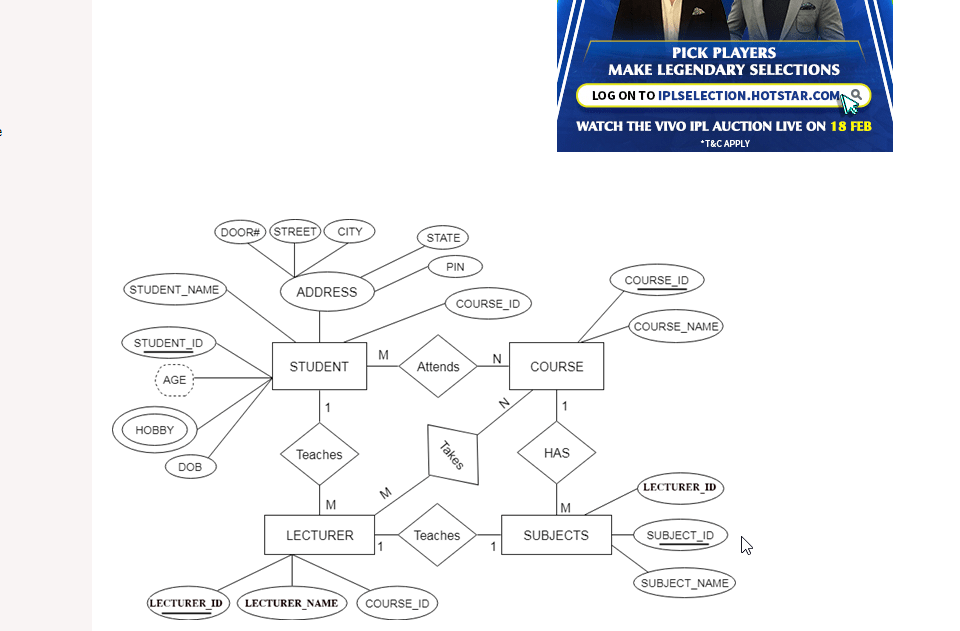 PICK PLAYERS
MAKE LEGENDARY SELECTIONS
LOG ON TO IPLSELECTION.HOTSTAR.COM
WATCH THE VIVO IPL AUCTION LIVE ON 18 FEB
*T&C APPLY
e
DOOR# STREET CITY
STATE
PIN
ADDRESS
STUDENT_NAME
COURSE_ID
COURSE_ID
COURSE_NAME
STUDENT_ID
AGE
HOBBY
DOB
STUDENT M Attends N COURSE
1
Teaches
M
N
Takes
M
1
HAS
M
LECTURER_ID
LECTURER 1 Teaches 1 SUBJECTS
SUBJECT_ID
SUBJECT_NAME
LECTURER_ID LECTURER_NAME COURSE_ID